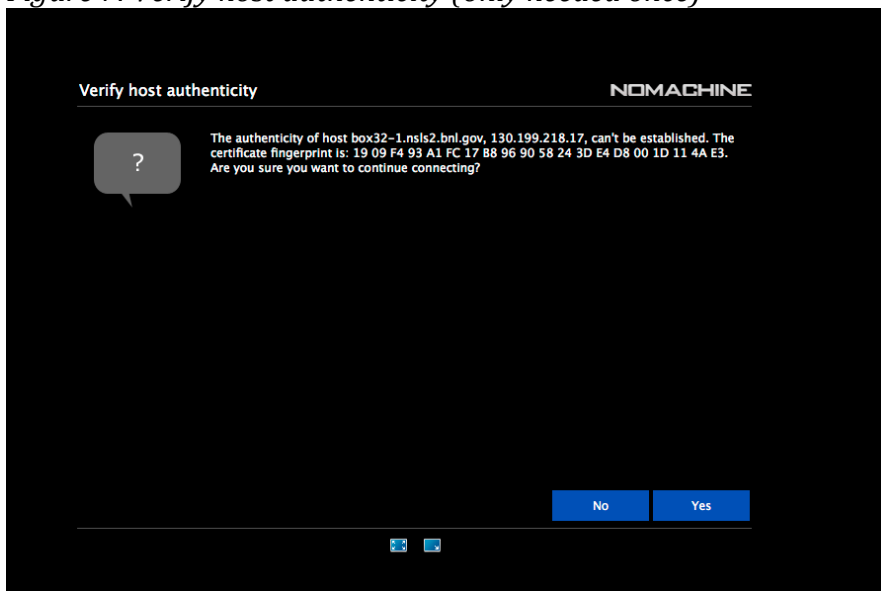 Verify host authenticity
NOMACHINE
?
The authenticity of host box32-1.nsls2.bnl.gov, 130.199.218.17, can't be established. The
certificate fingerprint is: 19 09 F4 93 A1 FC 17 B8 96 90 58 24 3D E4 D8 00 1D 11 4A E3.
Are you sure you want to continue connecting?
No
Yes